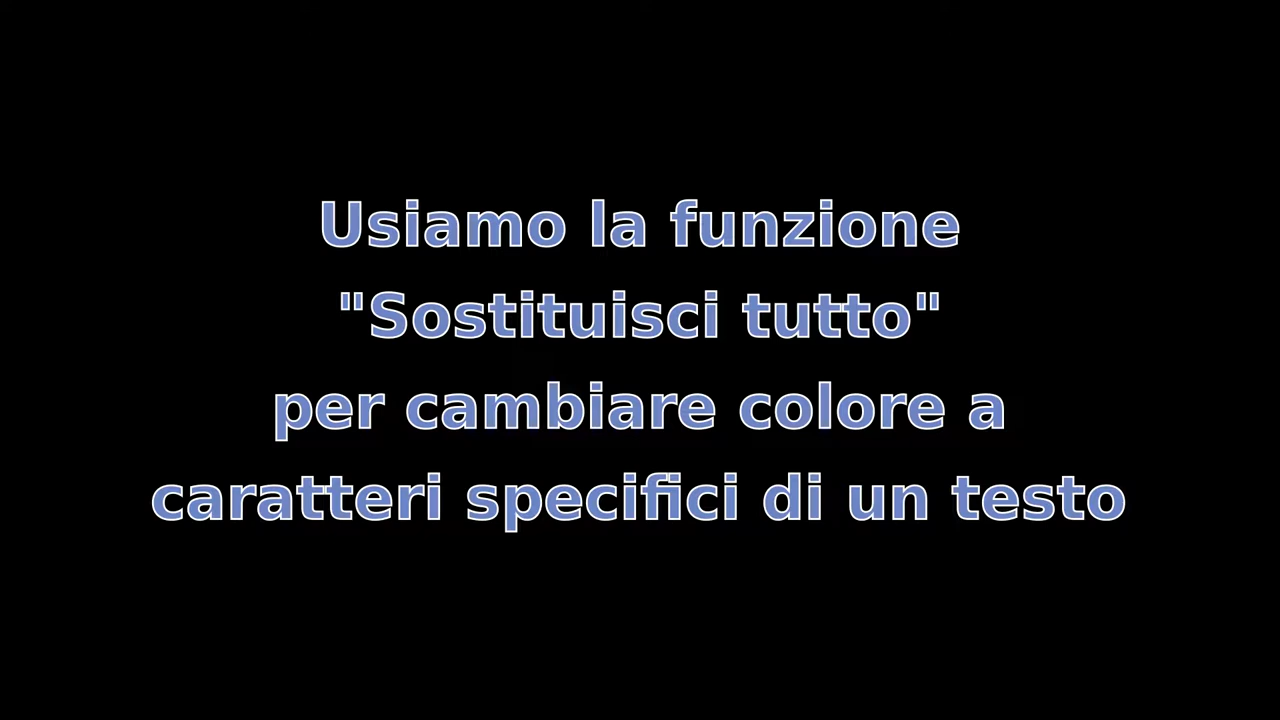 Usiamo la funzione
"Sostituisci tutto"
per cambiare colore a
caratteri specifici di un testo